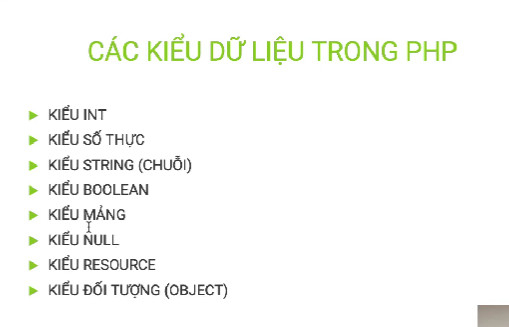 CÁC KIỂU DỮ LIỆU TRONG PHP
KIỂU INT
KIỂU SỐ THỰC
KIỂU STRING (CHUỖI)
KIỂU BOOLEAN
KIỂU MẢNG
KIỂU NULL
KIỂU RESOURCE
KIỂU ĐỐI TƯỢNG (OBJECT)